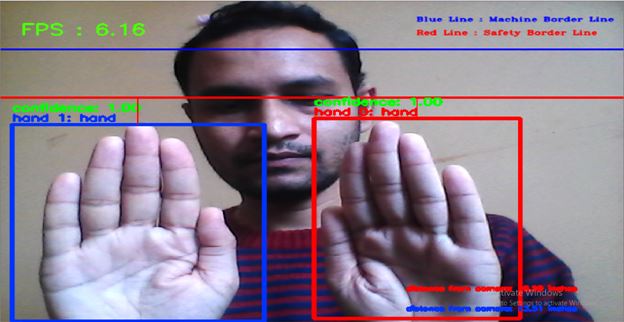 FPS : 6.16
Blue Line : Machine Border Line
Red Line : Safety Border Line
confidence: 1.00
hand 1: hand
confidence: 1.00
hand 0: hand
distance from camera: inches
Activate Windows
to Settings to activate Windows
distance from camera: inches